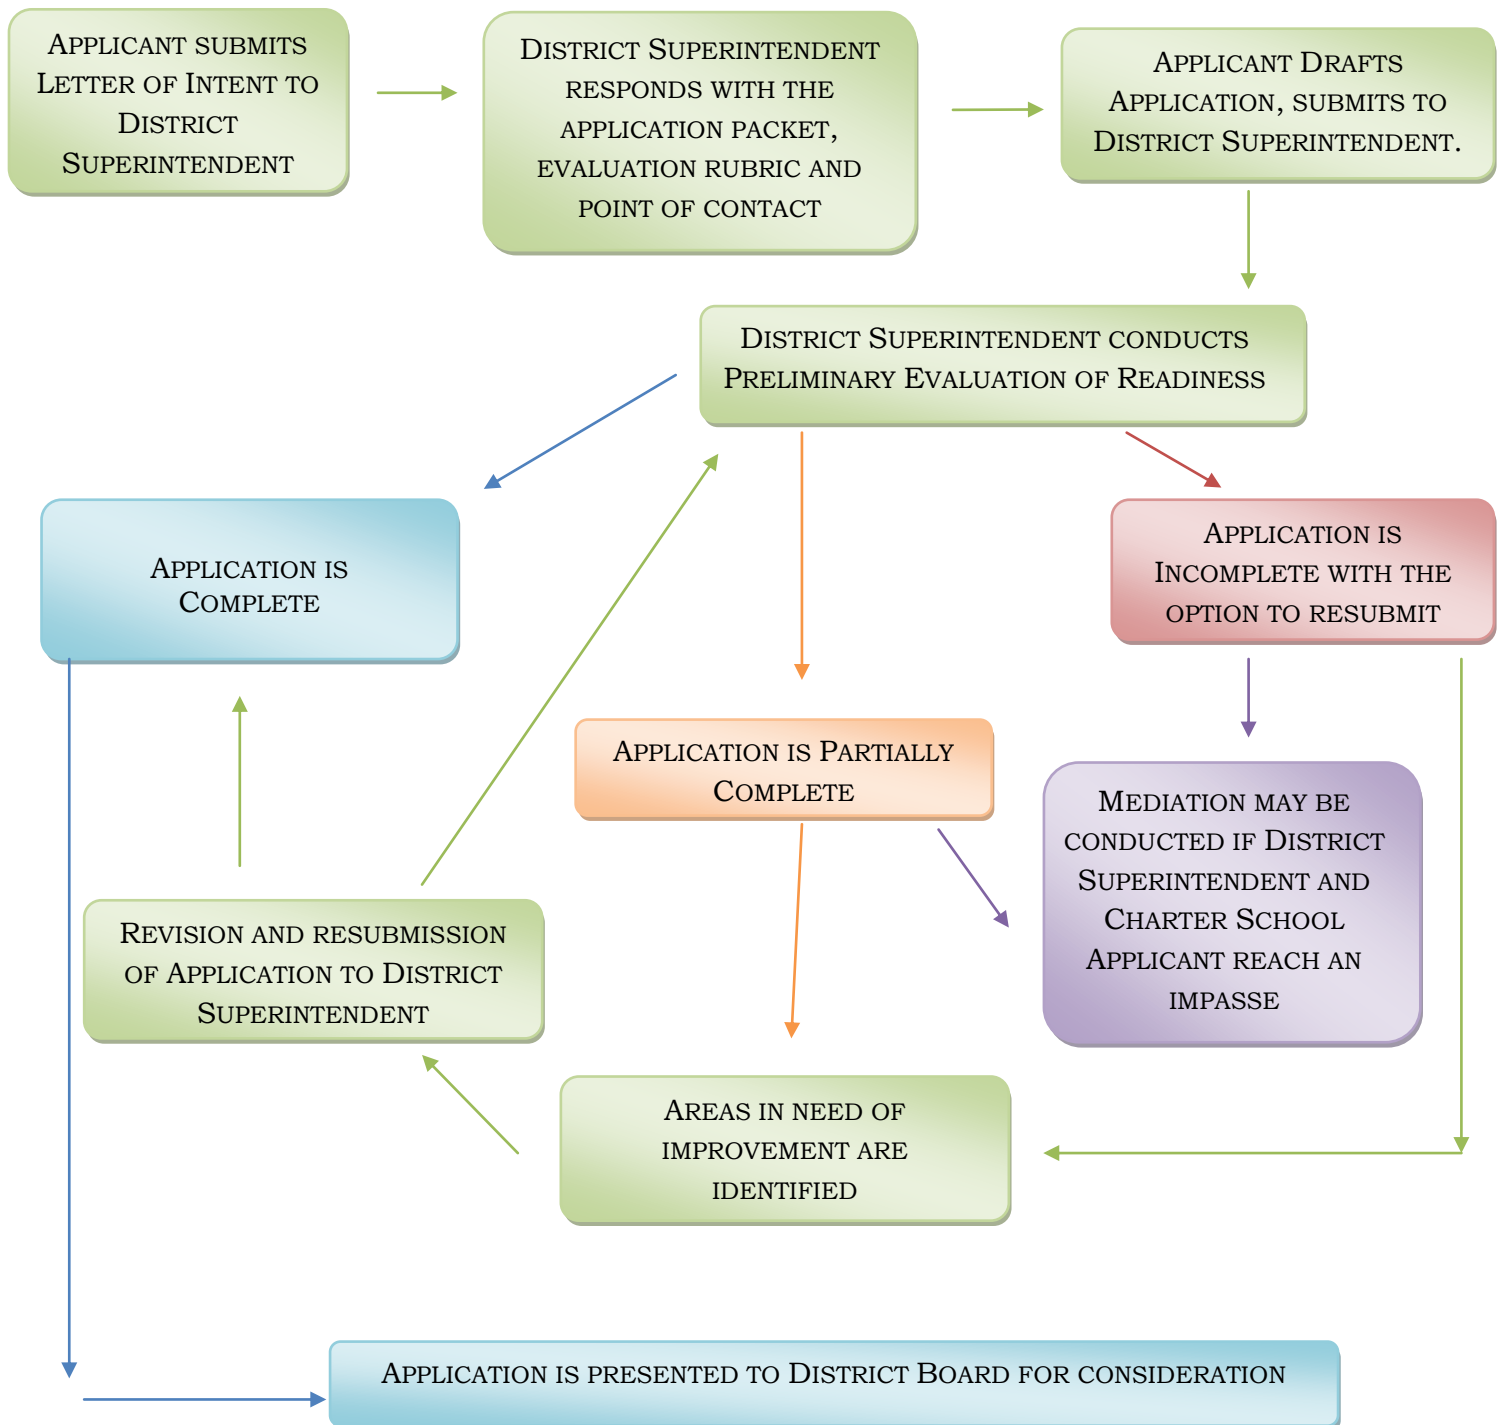 Applicant submits
Letter of Intent to
District
Superintendent
District Superintendent
responds with the
application packet,
evaluation rubric and
point of contact
Applicant Drafts
Application, submits to
District Superintendent.
District Superintendent conducts
Preliminary Evaluation of Readiness
Application is
Complete
Application is
Incomplete with the
option to resubmit
Application is Partially
Complete
Mediation may be
conducted if District
Superintendent and
Charter School
Applicant reach an
impasse
Revision and resubmission
of Application to District
Superintendent
Areas in need of
improvement are
identified
Application is presented to District Board for consideration